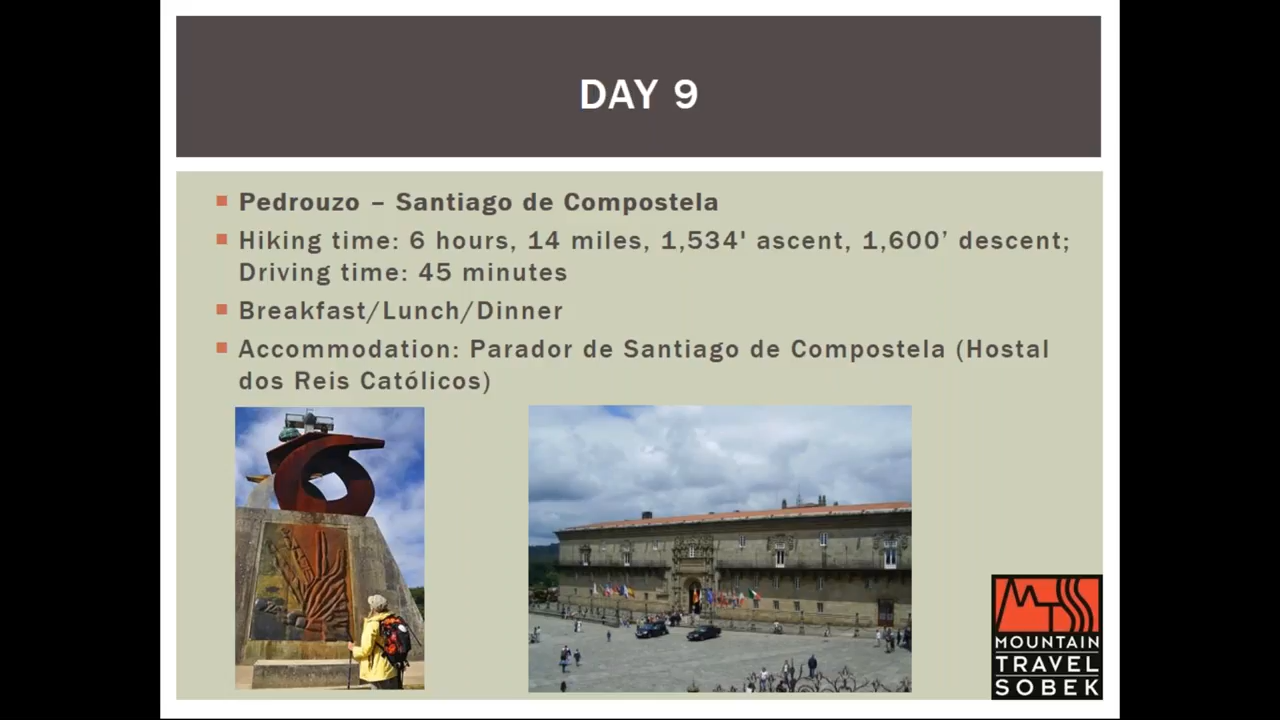 DAY 9
Pedrouzo – Santiago de Compostela
Hiking time: 6 hours, 14 miles, 1,534' ascent, 1,600’ descent;
Driving time: 45 minutes
Breakfast/Lunch/Dinner
Accommodation: Parador de Santiago de Compostela (Hostal
dos Reis Católicos)
MTS
MOUNTAIN
TRAVEL
SOBEK